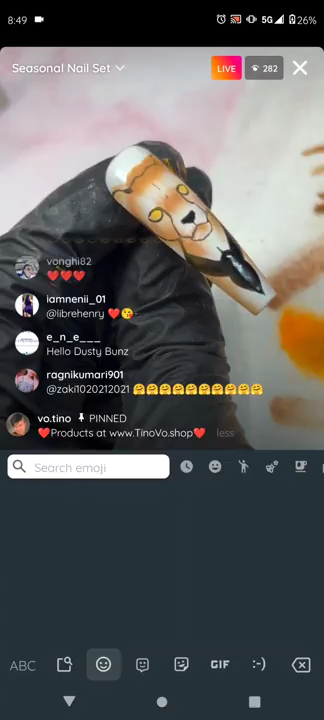 8:49
5G
26%
Seasonal Nail Set
LIVE
282
vonghi82
❤️❤️❤️
iamnenii_01
@librehenry ❤️😘
e_n_e___
Hello Dusty Bunz
ragnikumari901
@zaki1020212021 🤗🤗🤗🤗🤗🤗🤗🤗🤗🤗
vo.tino 📌 PINNED
❤️Products at www.TinoVo.shop❤️ less
Search emoji
ABC
GIF
:-)